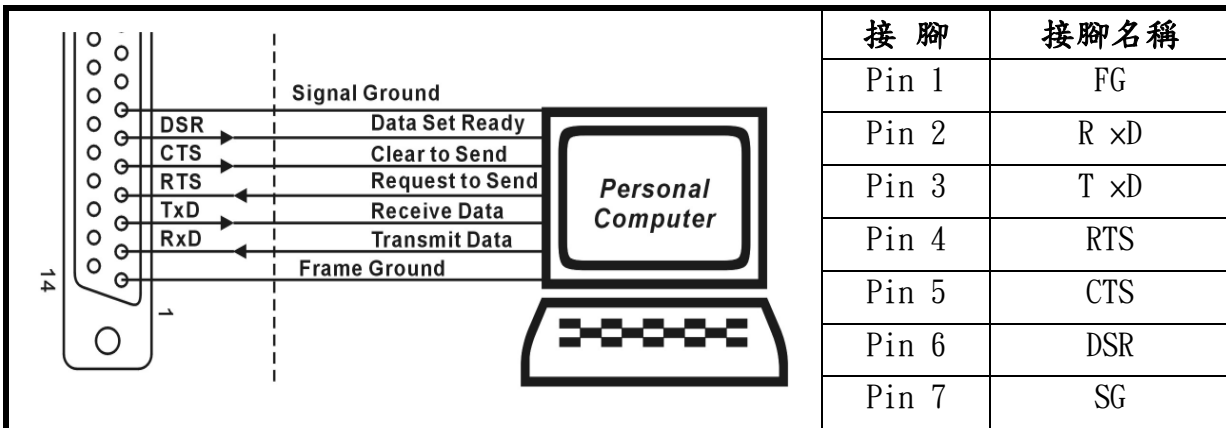 Signal Ground
DSR Data Set Ready
CTS Clear to Send
RTS Request to Send
TxD Receive Data
RxD Transmit Data
Frame Ground
14
1
Personal
Computer
接 腳 接腳名稱
Pin 1 FG
Pin 2 R ×D
Pin 3 T ×D
Pin 4 RTS
Pin 5 CTS
Pin 6 DSR
Pin 7 SG